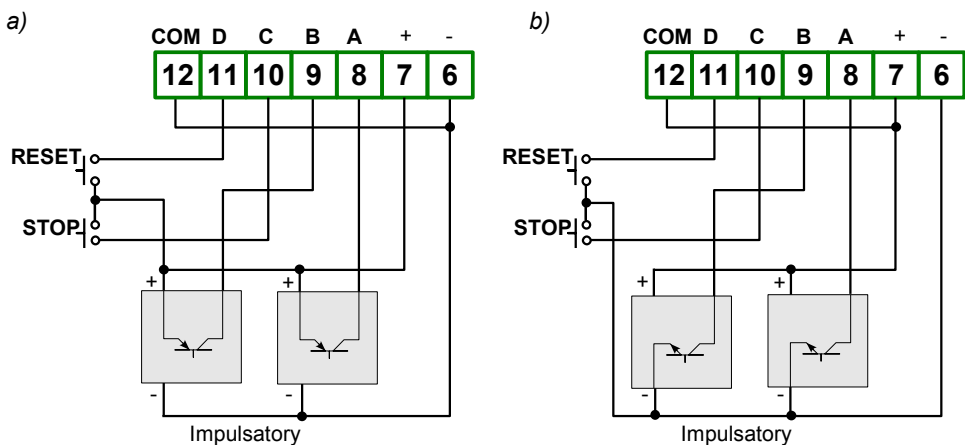 a)
COM D C B A + -
12 11 10 9 8 7 6
RESET
STOP
+ +
- -
Impulsatory
b)
COM D C B A + -
12 11 10 9 8 7 6
RESET
STOP
+ +
- -
Impulsatory